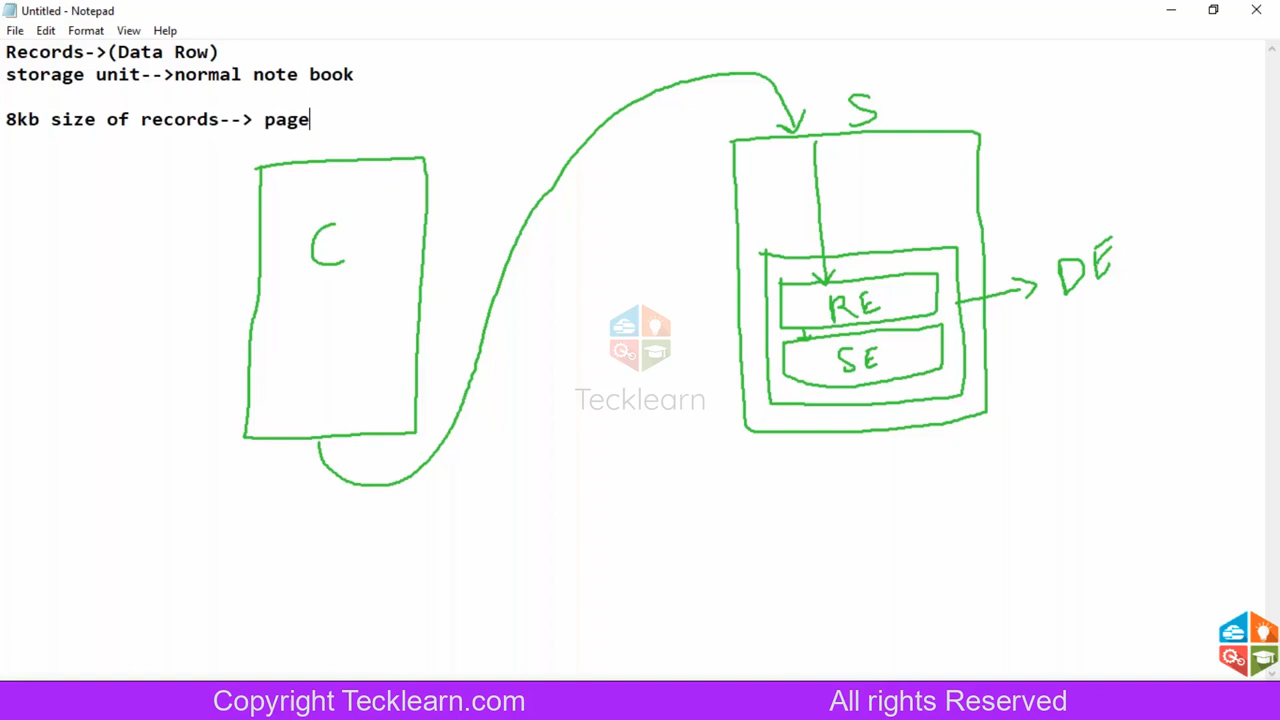 Untitled - Notepad
File Edit Format View Help
Records->(Data Row)
storage unit-->normal note book
8kb size of records--> page
S
C
DE
RE
SE
Tecklearn
Copyright Tecklearn.com
All rights Reserved